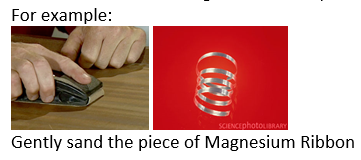 For example:
SCIENCEPHOTOLIBRARY
Gently sand the piece of Magnesium Ribbon